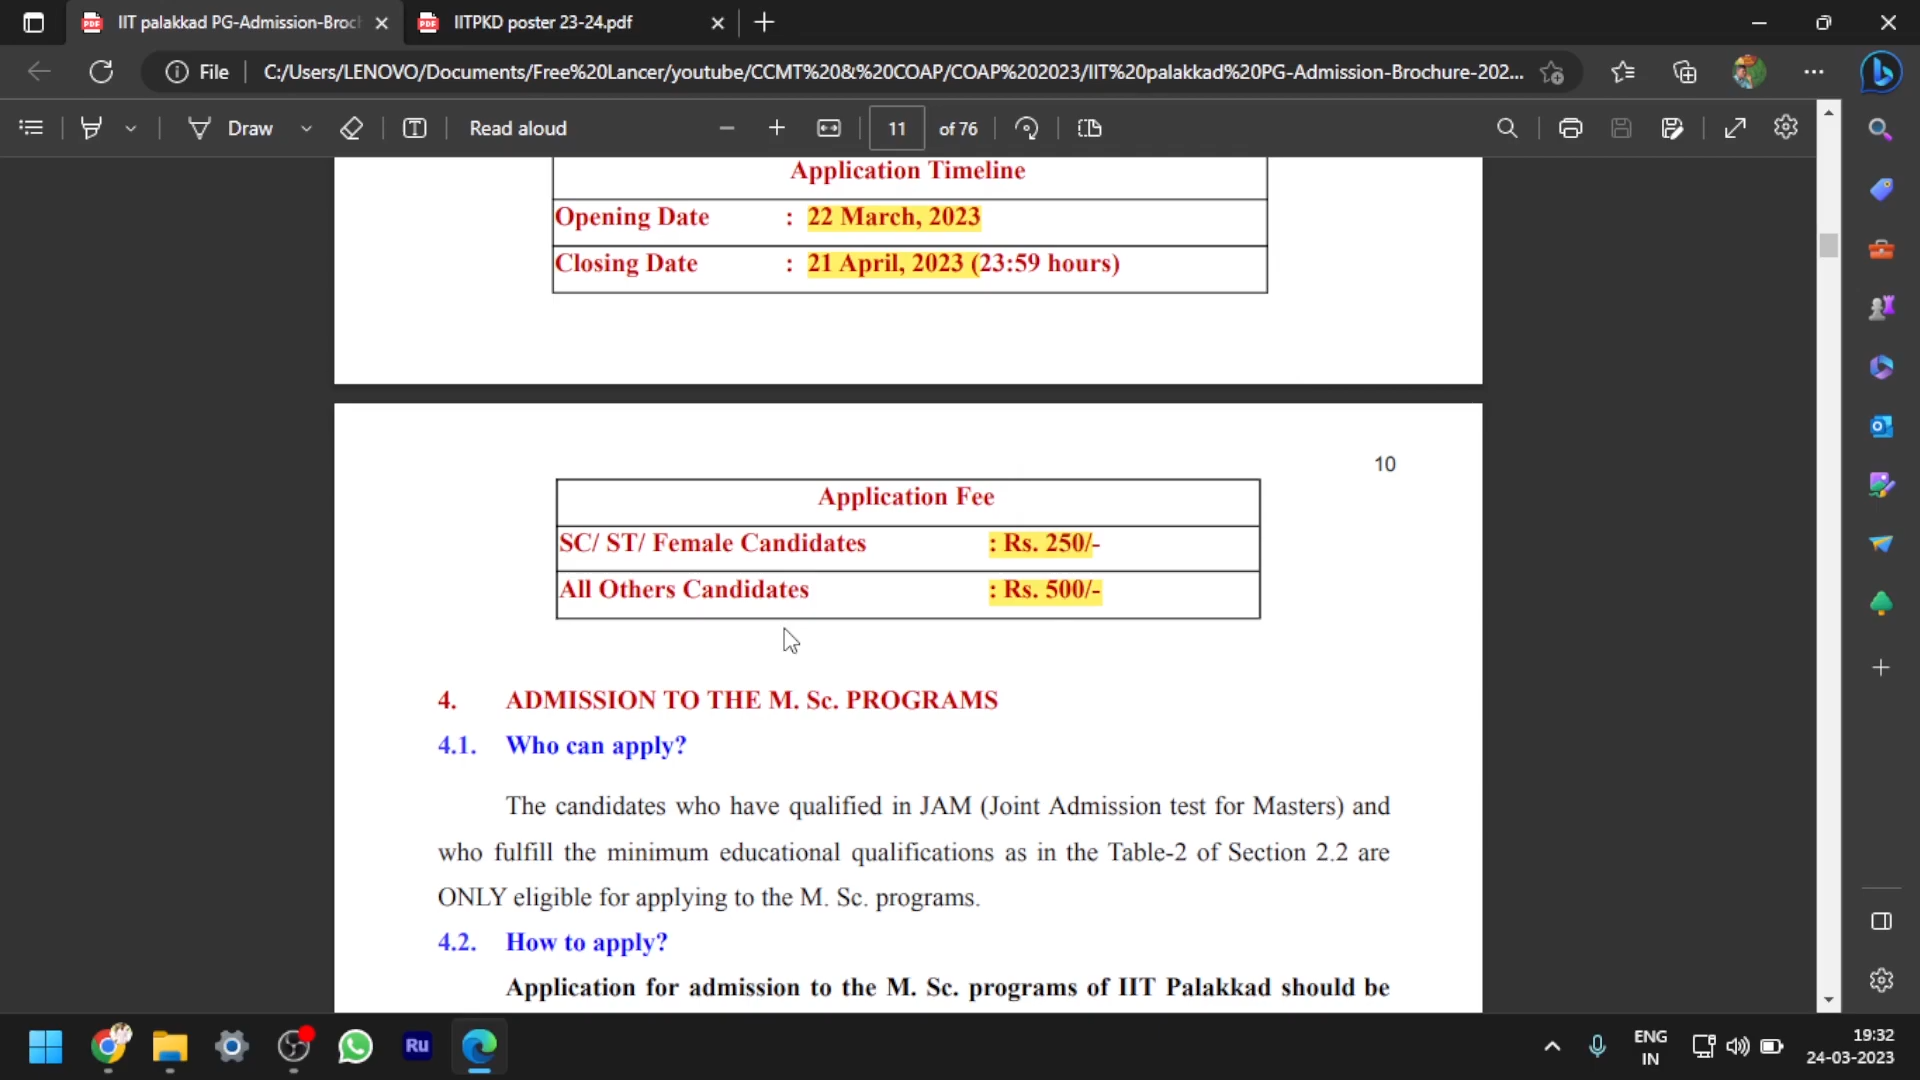 IIT palakkad PG-Admission-Broc
IITPKD poster 23-24.pdf
File
C:/Users/LENOVO/Documents/Free%20Lancer/youtube/CCMT%20&%20COAP/COAP%202023/IIT%20palakkad%20PG-Admission-Brochure-202...
Draw
Read aloud
11 of 76
Application Timeline
Opening Date : 22 March, 2023
Closing Date : 21 April, 2023 (23:59 hours)
10
Application Fee
SC/ ST/ Female Candidates : Rs. 250/-
All Others Candidates : Rs. 500/-
4. ADMISSION TO THE M. Sc. PROGRAMS
4.1. Who can apply?
The candidates who have qualified in JAM (Joint Admission test for Masters) and
who fulfill the minimum educational qualifications as in the Table-2 of Section 2.2 are
ONLY eligible for applying to the M. Sc. programs.
4.2. How to apply?
Application for admission to the M. Sc. programs of IIT Palakkad should be
Ru
ENG
IN
19:32
24-03-2023